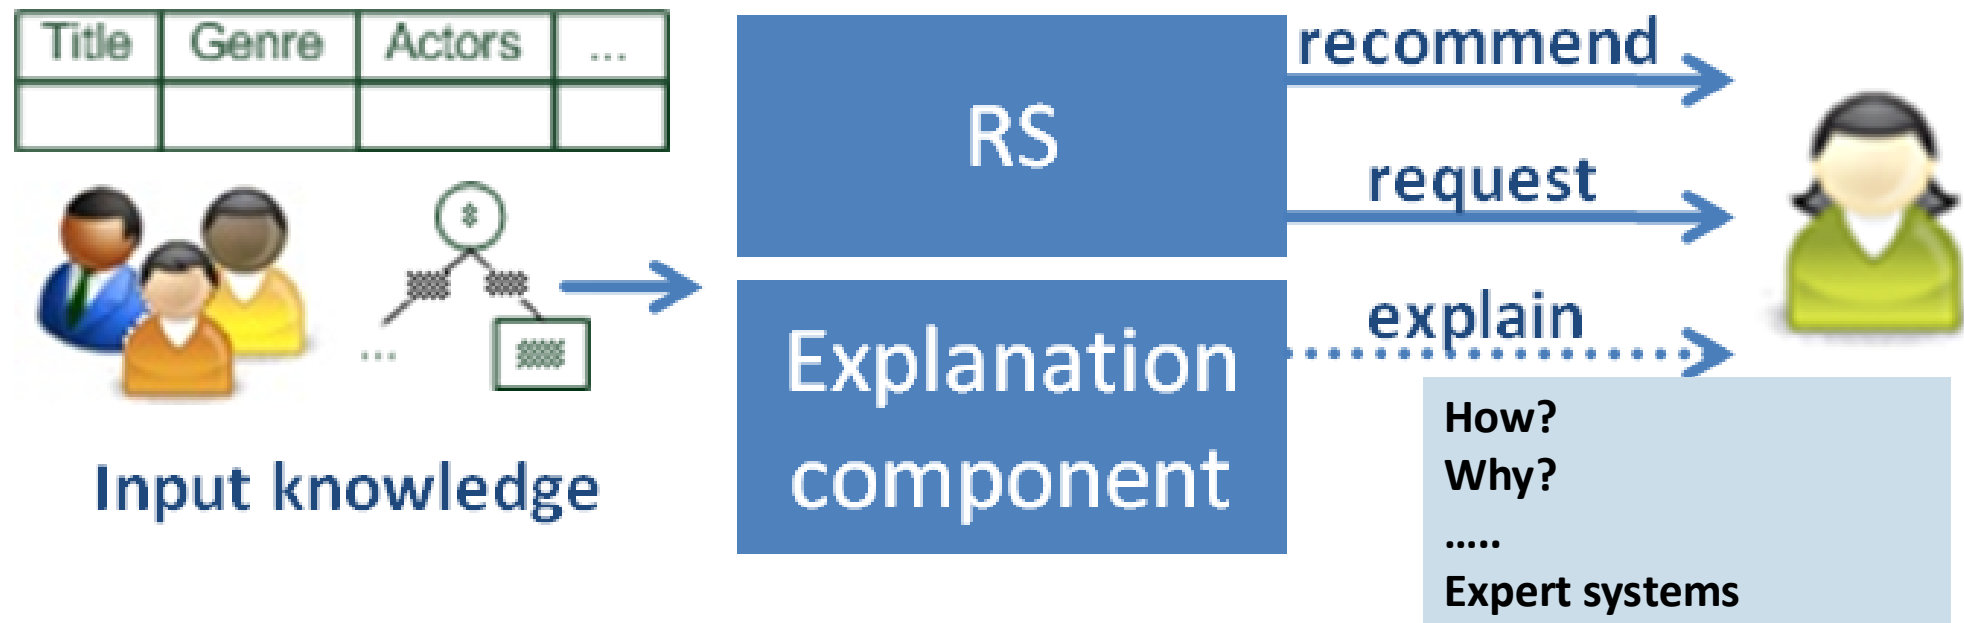 Title Genre Actors ...
$
...
Input knowledge
RS
Explanation
component
recommend
request
explain
How?
Why?
.....
Expert systems